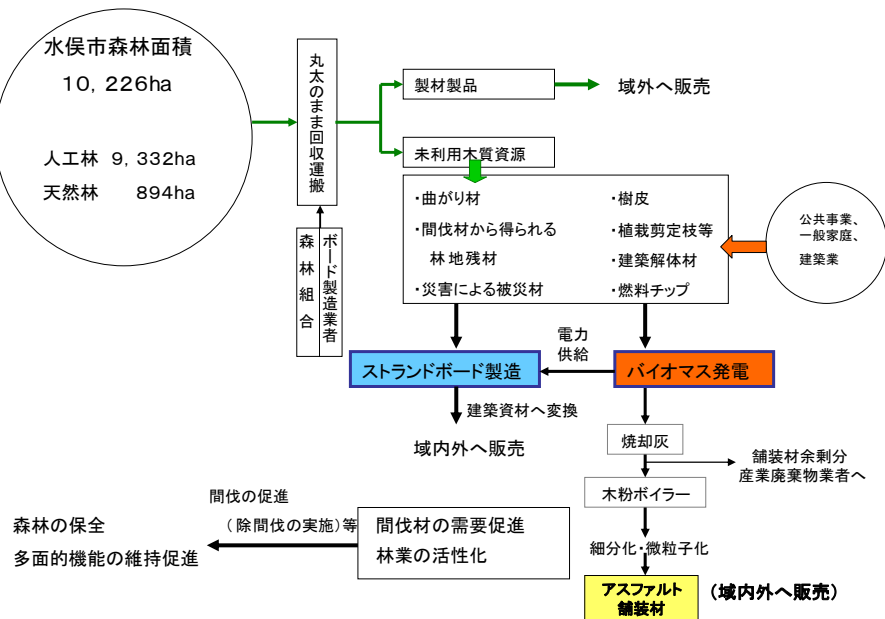 水俣市森林面積
10,226ha
人工林 9,332ha
天然林 894ha
丸太のまま回収運搬
森林組合
ボード製造業者
製材製品
域外へ販売
未利用木質資源
・曲がり材
・間伐材から得られる
林地残材
・災害による被災材
・樹皮
・植栽剪定枝等
・建築解体材
・燃料チップ
公共事業、
一般家庭、
建築業
電力
供給
ストランドボード製造
バイオマス発電
建築資材へ変換
域内外へ販売
焼却灰
舗装材余剰分
産業廃棄物業者へ
木粉ボイラー
細分化・微粒子化
アスファルト
舗装材
(域内外へ販売)
間伐材の需要促進
林業の活性化
間伐の促進
(除間伐の実施)等
森林の保全
多面的機能の維持促進